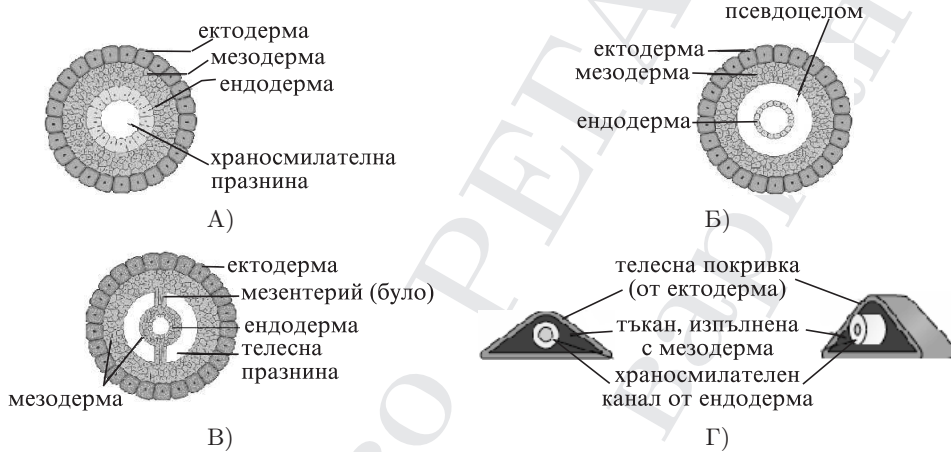 ектодерма
мезодерма
ендодерма
храносмилателна
празнина
А)
псевдоцелом
ектодерма
мезодерма
ендодерма
Б)
ектодерма
мезентерий (було)
ендодерма
телесна
празнина
мезодерма
В)
телесна покривка
(от ектодерма)
тъкан, изпълнена
с мезодерма
храносмилателен
канал от ендодерма
Г)